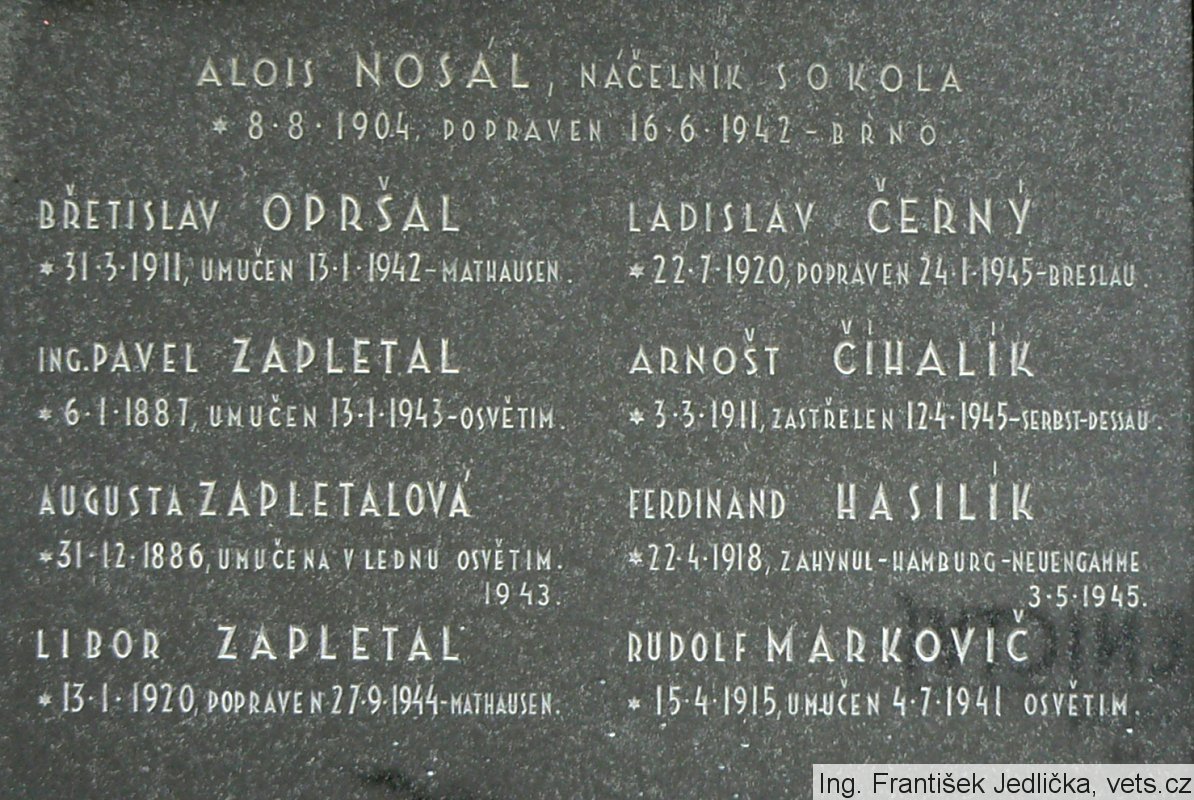 ALOIS NOSÁL, NÁČELNÍK SOKOLA
* 8·8·1904, POPRAVEN 16·6·1942 – BRNO.
BŘETISLAV OPRŠAL
* 31·3·1911, UMUČEN 13·1·1942–MATHAUSEN.
ING. PAVEL ZAPLETAL
* 6·1·1887, UMUČEN 13·1·1943–OSVĚTIM.
AUGUSTA ZAPLETALOVÁ
*31·12·1886, UMUČENA V LEDNU OSVĚTIM.
1943.
LIBOR ZAPLETAL
* 13·1·1920, POPRAVEN 27·9·1944–MATHAUSEN.
LADISLAV ČERNÝ
* 22·7·1920, POPRAVEN 24·1·1945–BRESLAU.
ARNOŠT ČÍHALÍK
* 3·3·1911, ZASTŘELEN 12·4·1945–SERBST-DESSAU.
FERDINAND HASILÍK
*22·4·1918, ZAHYNUL–HAMBURG–NEUENGAMME
3·5·1945.
RUDOLF MARKOVIČ
* 15·4·1915, UMUČEN 4·7·1941 OSVĚTIM.
Ing. František Jedlička, vets.cz